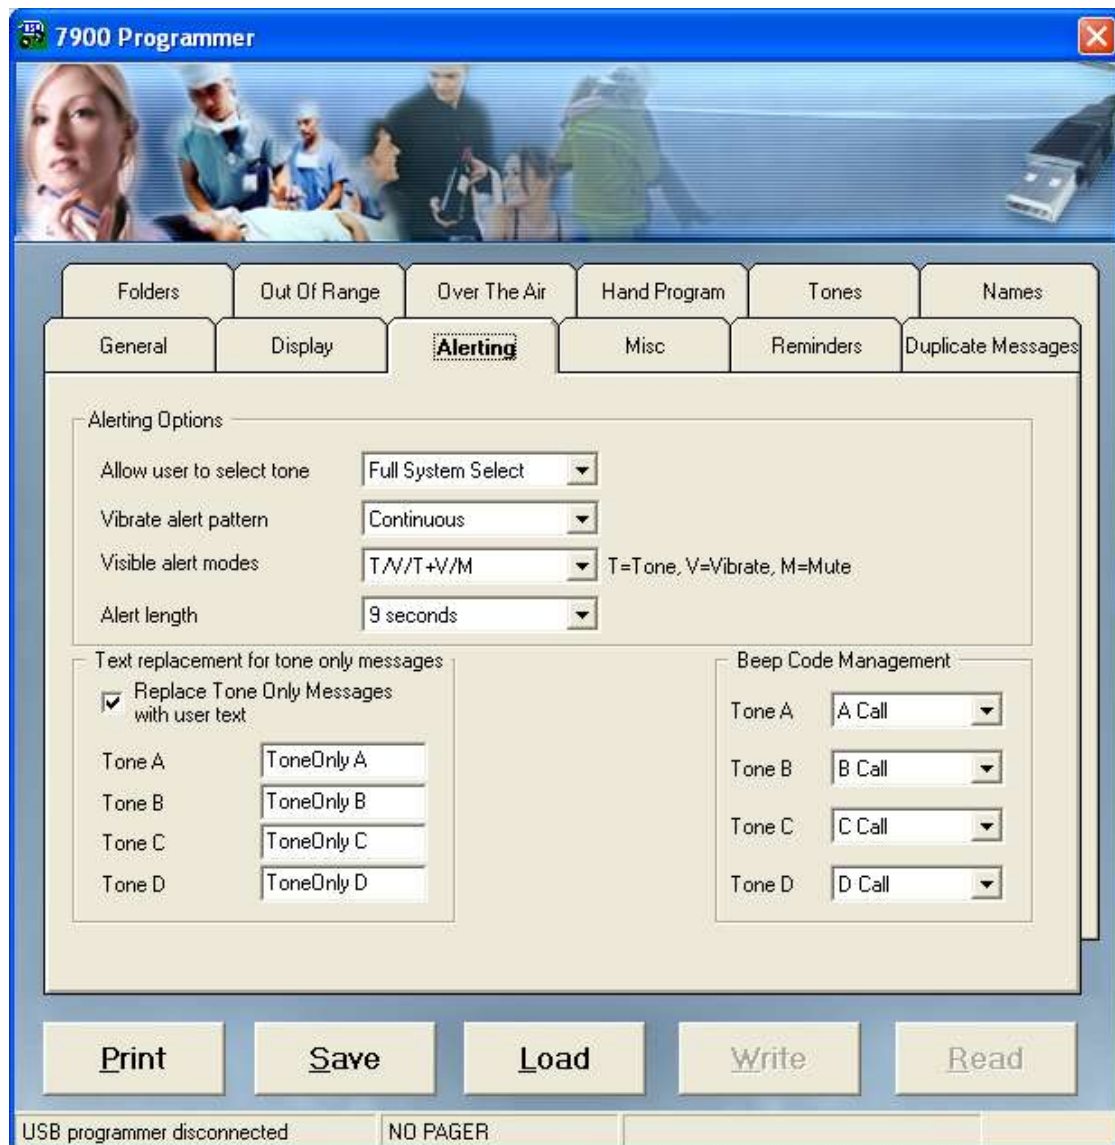 7900 Programmer
Folders
Out Of Range
Over The Air
Hand Program
Tones
Names
General
Display
Alerting
Misc
Reminders
Duplicate Messages
Alerting Options
Allow user to select tone
Full System Select
Vibrate alert pattern
Continuous
Visible alert modes
T/V/T+V/M
T=Tone, V=Vibrate, M=Mute
Alert length
9 seconds
Text replacement for tone only messages
Replace Tone Only Messages
with user text
Tone A
ToneOnly A
Tone B
ToneOnly B
Tone C
ToneOnly C
Tone D
ToneOnly D
Beep Code Management
Tone A
A Call
Tone B
B Call
Tone C
C Call
Tone D
D Call
Print
Save
Load
Write
Read
USB programmer disconnected
NO PAGER